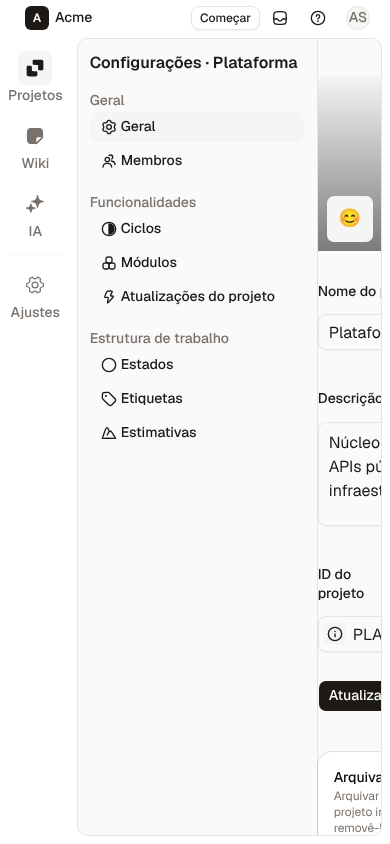 A Acme
Começar
AS
Projetos
Wiki
IA
Ajustes
Configurações · Plataforma
Geral
Geral
Membros
Funcionalidades
Ciclos
Módulos
Atualizações do projeto
Estrutura de trabalho
Estados
Etiquetas
Estimativas
Nome do
Platafo
Descrição
Núcleo
APIs pú
infraest
ID do
projeto
PLA
Atualiza
Arquiva
Arquivar
projeto i
removê-l